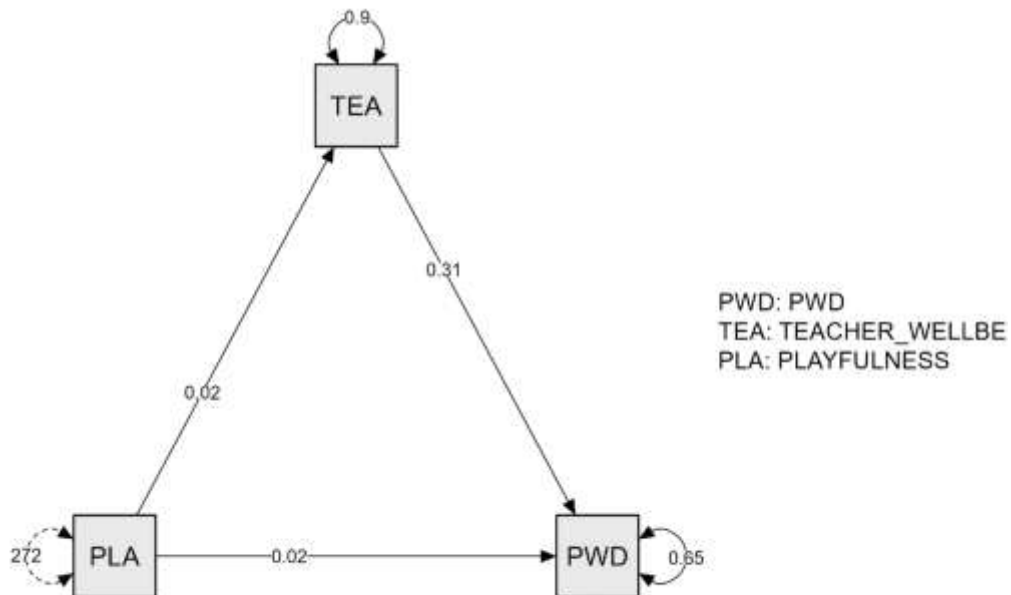 0.9
TEA
0.31
PWD: PWD
TEA: TEACHER_WELLBE
PLA: PLAYFULNESS
0.02
272
PLA
0.02
PWD
0.65